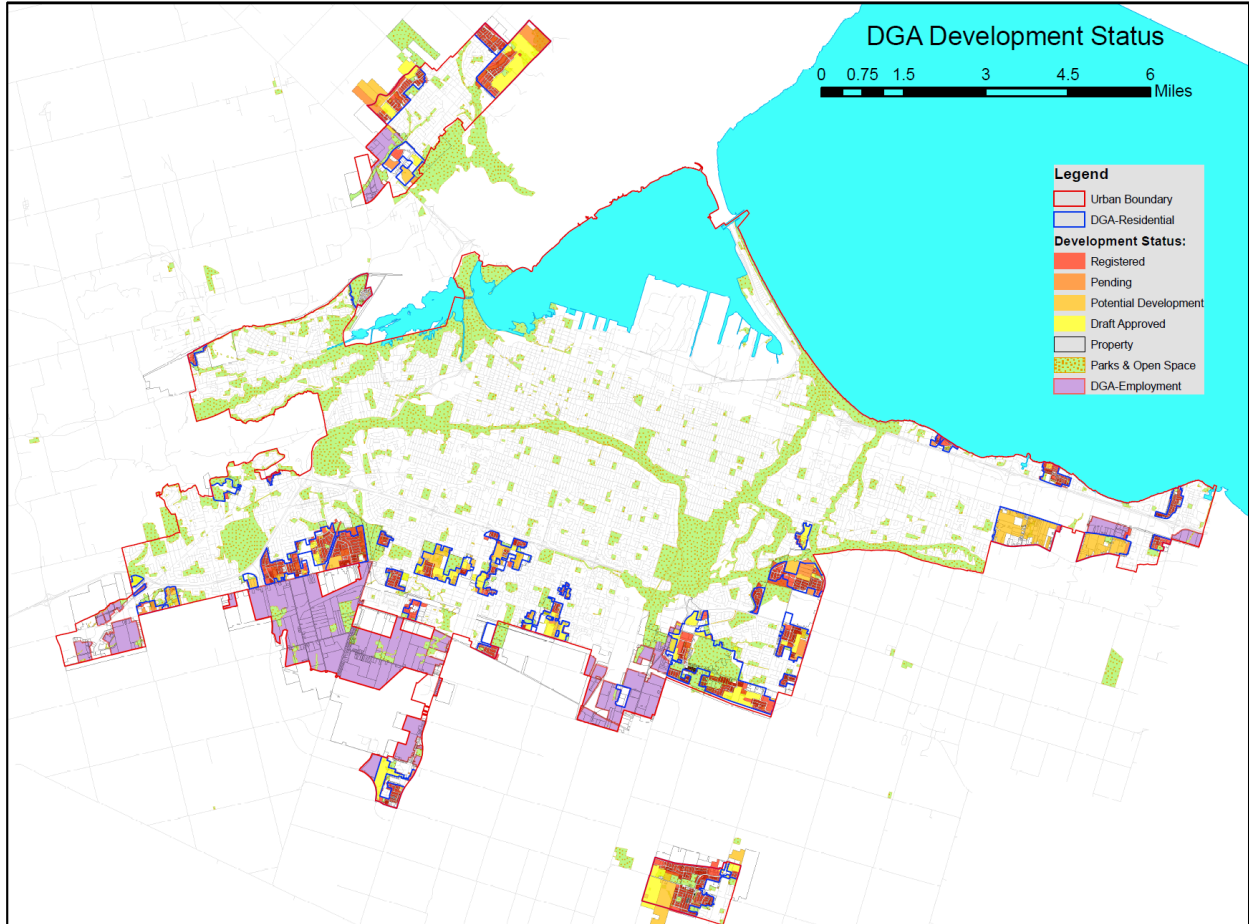 DGA Development Status
0 0.75 1.5 3 4.5 6
Miles
Legend
Urban Boundary
DGA-Residential
Development Status:
Registered
Pending
Potential Development
Draft Approved
Property
Parks & Open Space
DGA-Employment